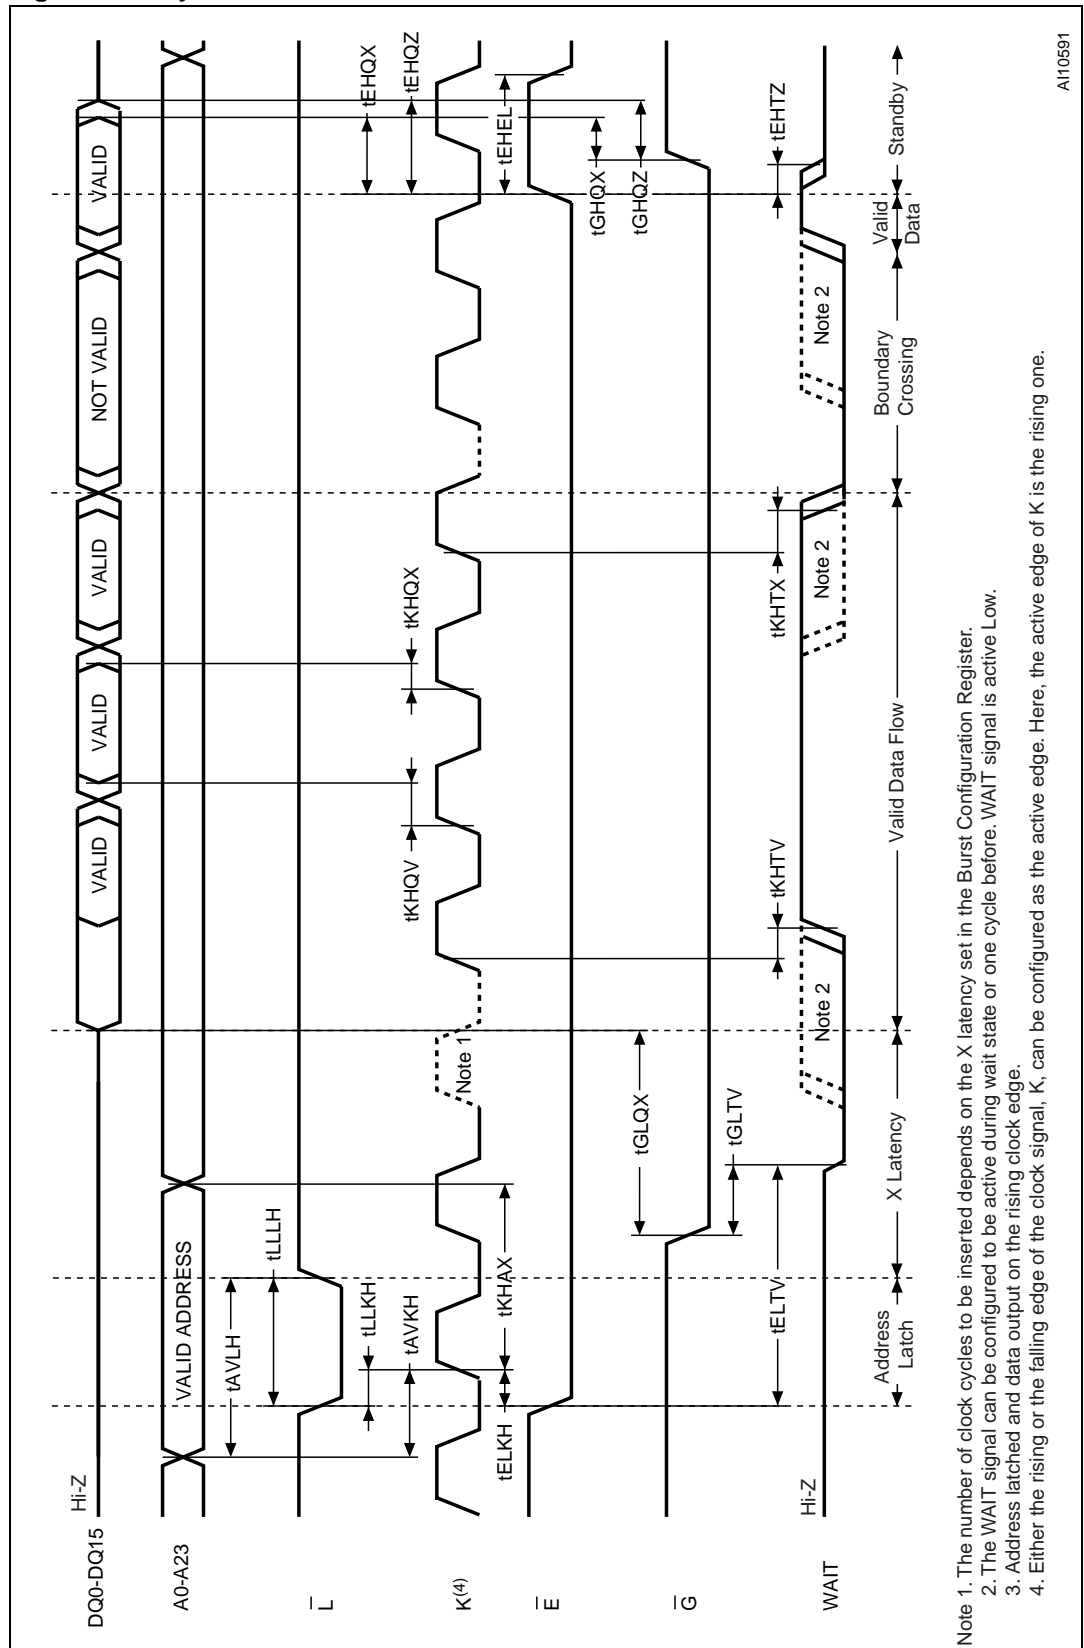 DQ0-DQ15
Hi-Z
VALID
VALID
VALID
NOT VALID
VALID
A0-A23
VALID ADDRESS
tAVLH
L
tLLLH
tEHQX
tLLKH
tAVKH
tKHQV
tKHQX
tEHQZ
K(4)
Note 1
tELKH
tKHAX
tEHEL
E
tGHQX
tGLQX
tGHQZ
G
tGLTV
tELTV
tKHTV
tKHTX
tEHTZ
Hi-Z
WAIT
Note 2
Note 2
Note 2
Address
Latch
X Latency
Valid Data Flow
Boundary
Crossing
Valid
Data
Standby
Note 1. The number of clock cycles to be inserted depends on the X latency set in the Burst Configuration Register.
2. The WAIT signal can be configured to be active during wait state or one cycle before. WAIT signal is active Low.
3. Address latched and data output on the rising clock edge.
4. Either the rising or the falling edge of the clock signal, K, can be configured as the active edge. Here, the active edge of K is the rising one.
AI10591